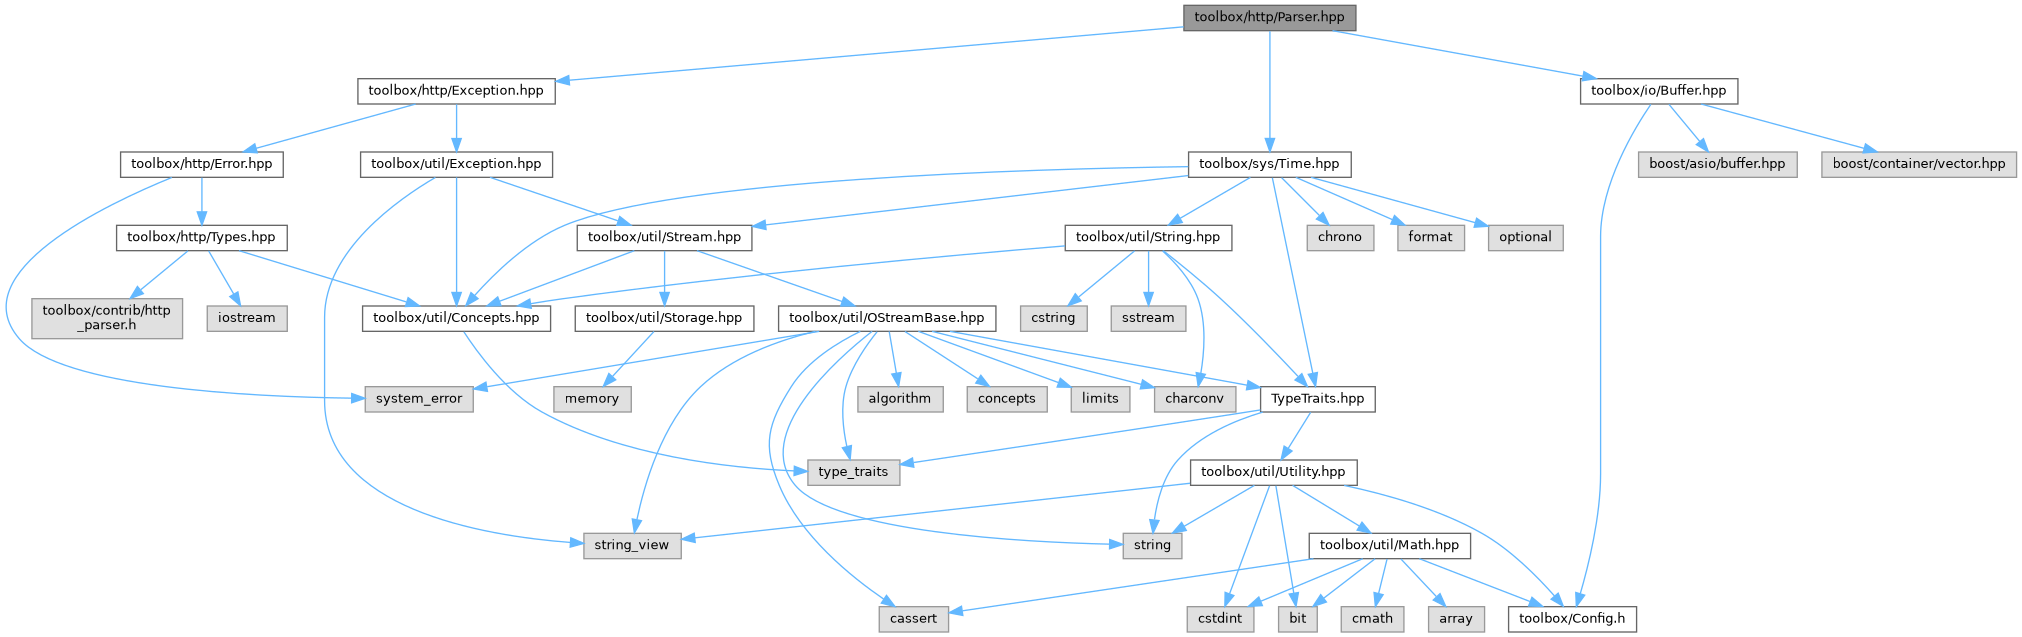 toolbox/http/Parser.hpp
toolbox/http/Exception.hpp
toolbox/io/Buffer.hpp
toolbox/http/Error.hpp
toolbox/util/Exception.hpp
toolbox/sys/Time.hpp
boost/asio/buffer.hpp
boost/container/vector.hpp
toolbox/http/Types.hpp
toolbox/util/Stream.hpp
toolbox/util/String.hpp
chrono
format
optional
toolbox/contrib/http
_parser.h
iostream
toolbox/util/Concepts.hpp
toolbox/util/Storage.hpp
toolbox/util/OStreamBase.hpp
cstring
sstream
system_error
memory
algorithm
concepts
limits
charconv
TypeTraits.hpp
type_traits
toolbox/util/Utility.hpp
string_view
string
toolbox/util/Math.hpp
cassert
cstdint
bit
cmath
array
toolbox/Config.h